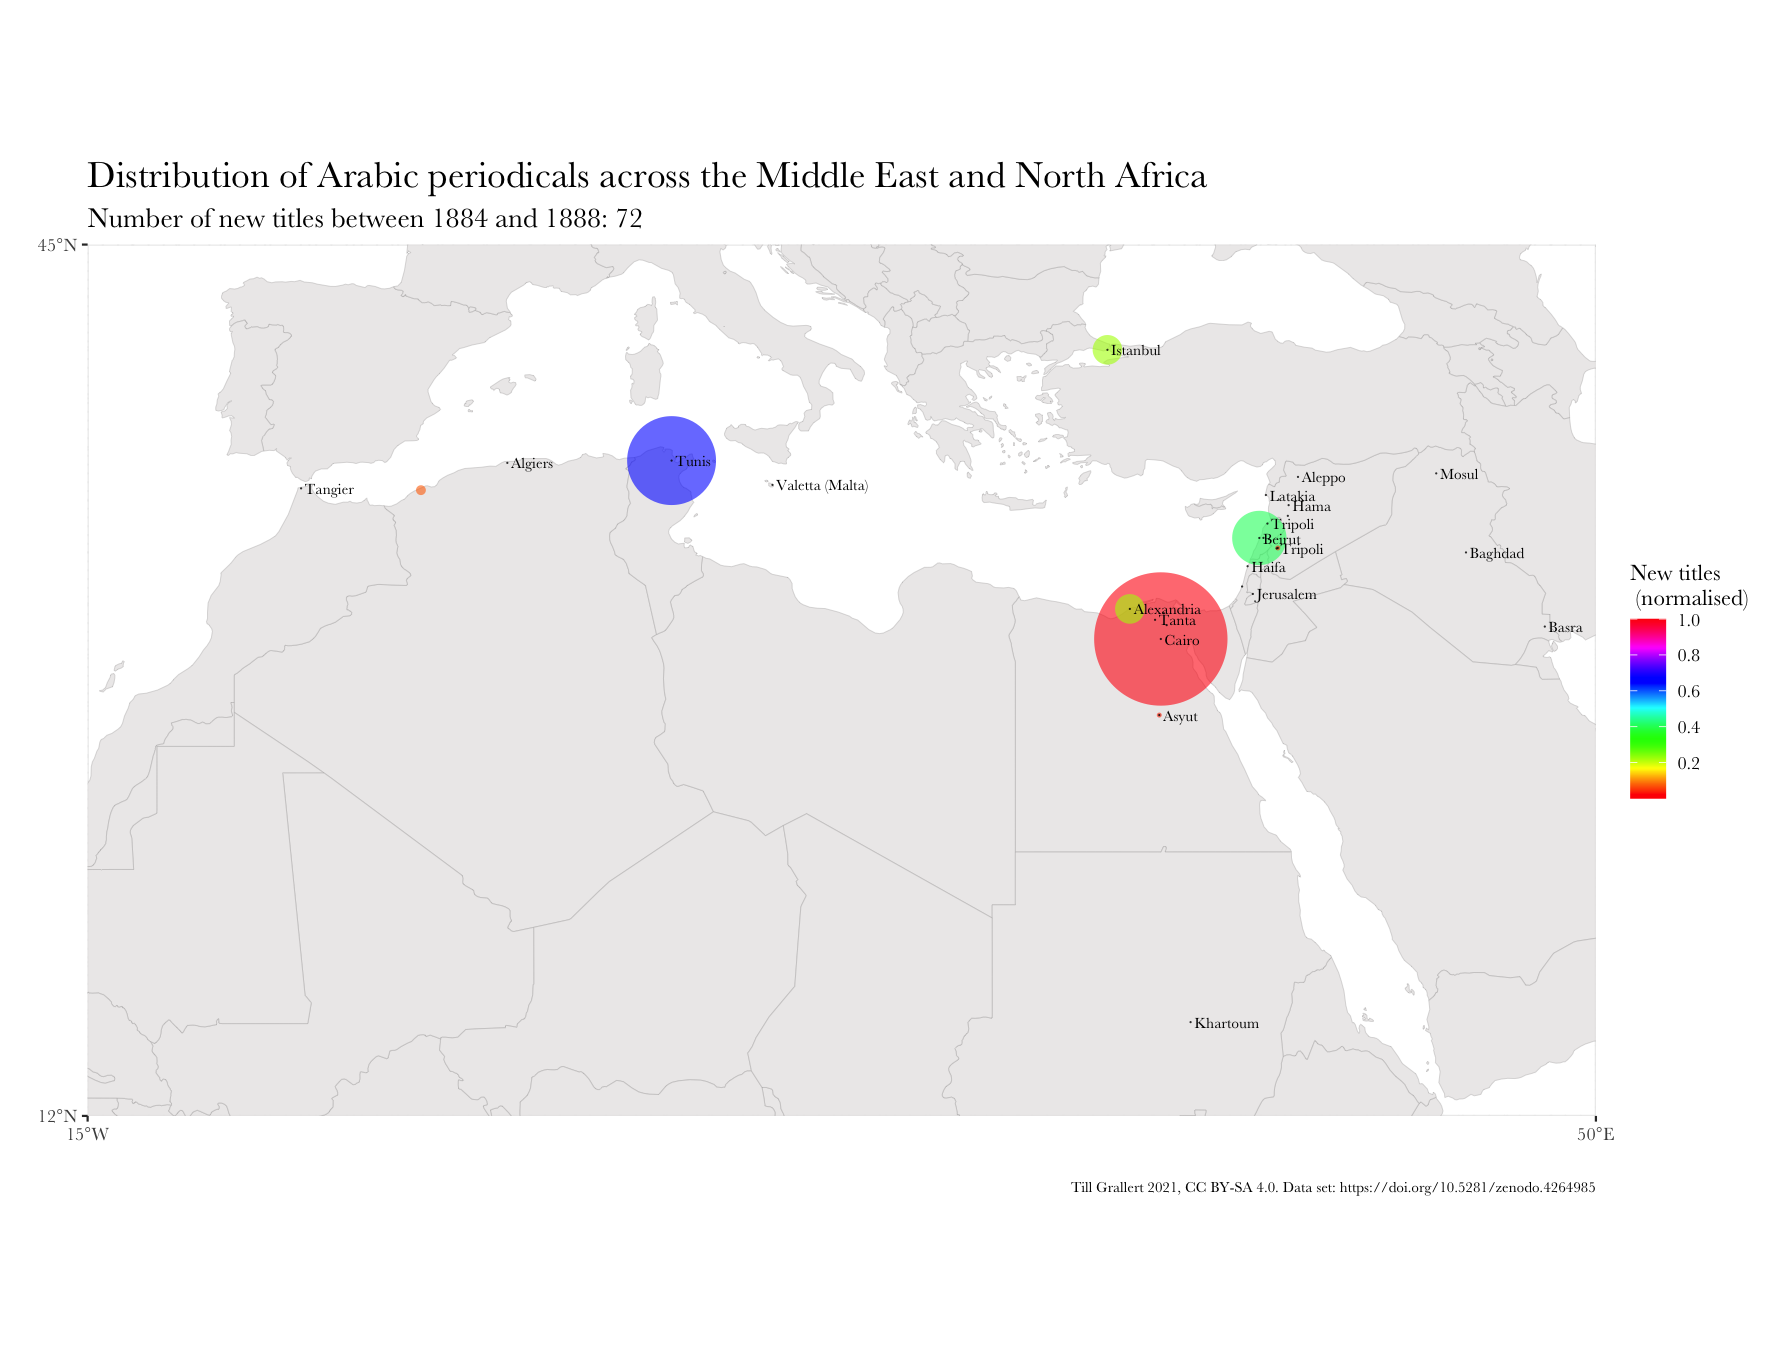 Distribution of Arabic periodicals across the Middle East and North Africa
Number of new titles between 1884 and 1888: 72
45°N
Istanbul
Algiers
Tunis
Tangier
Valetta (Malta)
Aleppo
Mosul
Latakia
Hama
Tripoli
Beirut
Tripoli
Baghdad
Haifa
Jerusalem
Alexandria
Tanta
Cairo
Basra
Asyut
Khartoum
New titles
(normalised)
1.0
0.8
0.6
0.4
0.2
12°N
15°W
50°E
Till Grallert 2021, CC BY-SA 4.0. Data set: https://doi.org/10.5281/zenodo.4264985